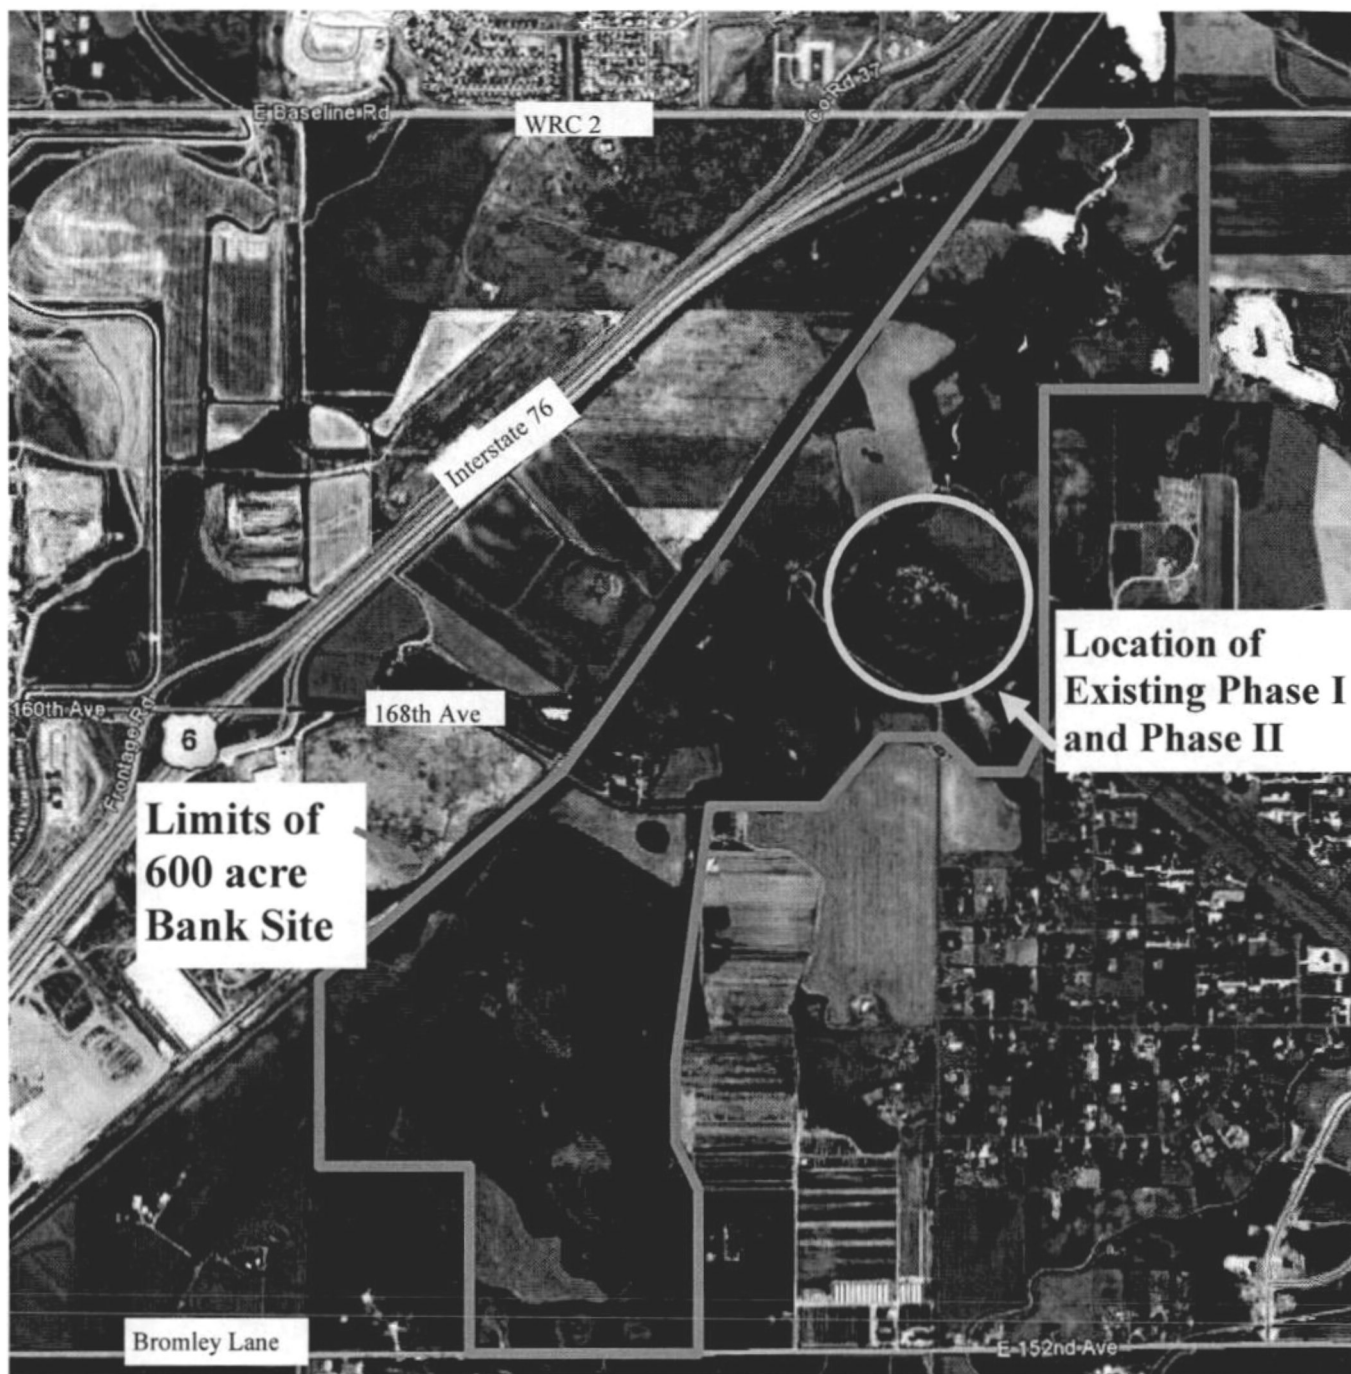 E Baseline Rd
WRC 2
Co Rd 37
Interstate 76
Location of
Existing Phase I
and Phase II
160th Ave
168th Ave
6
Frontage Rd
Limits of
600 acre
Bank Site
Bromley Lane
E 152nd Ave